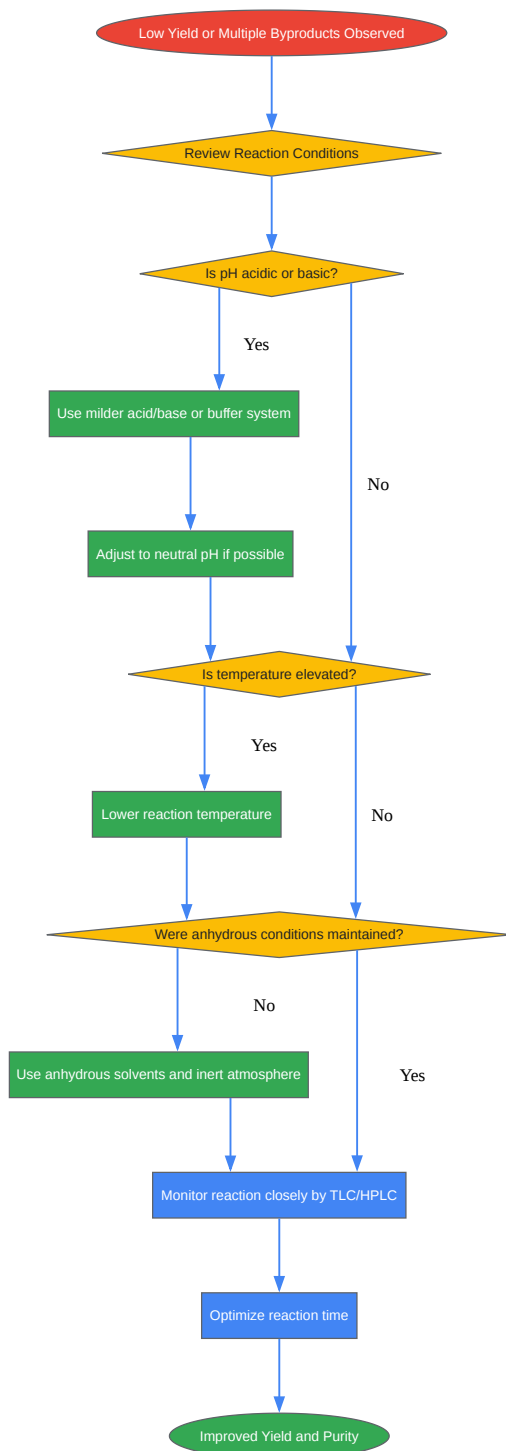 Low Yield or Multiple Byproducts Observed
Review Reaction Conditions
Is pH acidic or basic?
Yes
Use milder acid/base or buffer system
No
Adjust to neutral pH if possible
Is temperature elevated?
Yes
Lower reaction temperature
No
Were anhydrous conditions maintained?
No
Use anhydrous solvents and inert atmosphere
Yes
Monitor reaction closely by TLC/HPLC
Optimize reaction time
Improved Yield and Purity